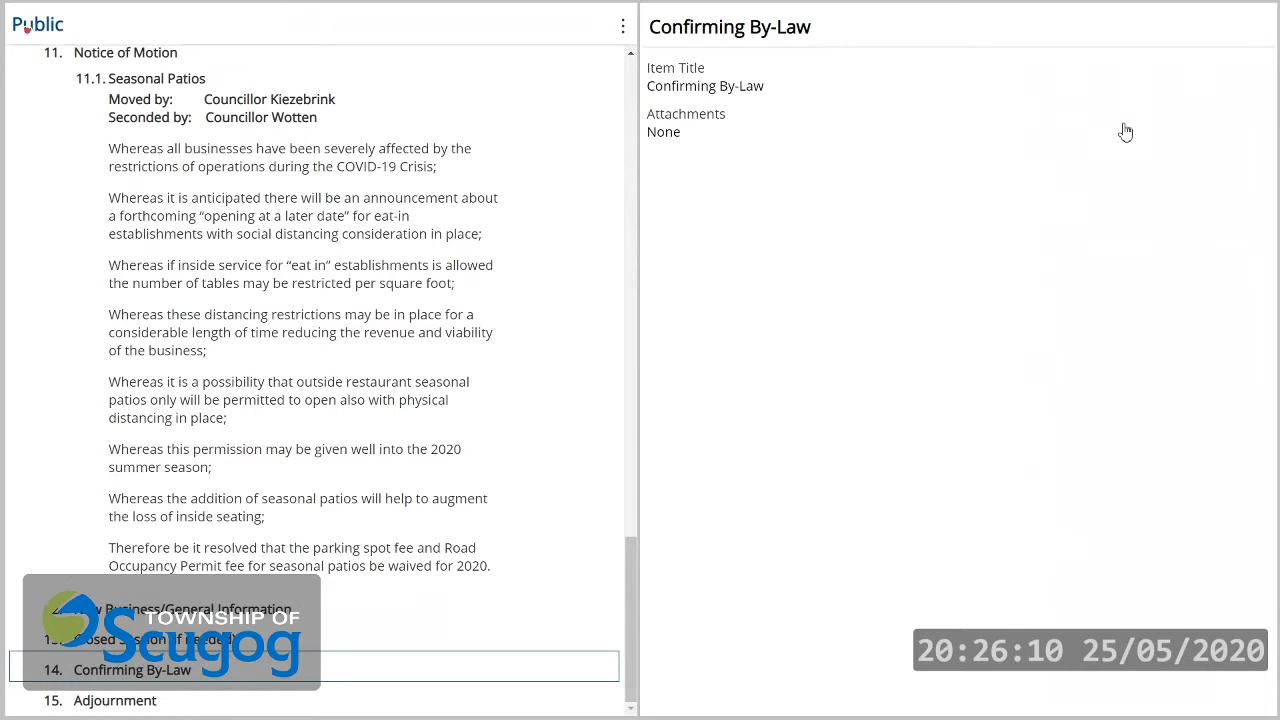 Public
11. Notice of Motion
11.1. Seasonal Patios
Moved by: Councillor Kiezebrink
Seconded by: Councillor Wotten
Whereas all businesses have been severely affected by the
restrictions of operations during the COVID-19 Crisis;
Whereas it is anticipated there will be an announcement about
a forthcoming “opening at a later date” for eat-in
establishments with social distancing consideration in place;
Whereas if inside service for “eat in” establishments is allowed
the number of tables may be restricted per square foot;
Whereas these distancing restrictions may be in place for a
considerable length of time reducing the revenue and viability
of the business;
Whereas it is a possibility that outside restaurant seasonal
patios only will be permitted to open also with physical
distancing in place;
Whereas this permission may be given well into the 2020
summer season;
Whereas the addition of seasonal patios will help to augment
the loss of inside seating;
Therefore be it resolved that the parking spot fee and Road
Occupancy Permit fee for seasonal patios be waived for 2020.
Business/General Information
14. Confirming By-Law
15. Adjournment
TOWNSHIP OF
Scugog
Confirming By-Law
Item Title
Confirming By-Law
Attachments
None
20:26:10 25/05/2020